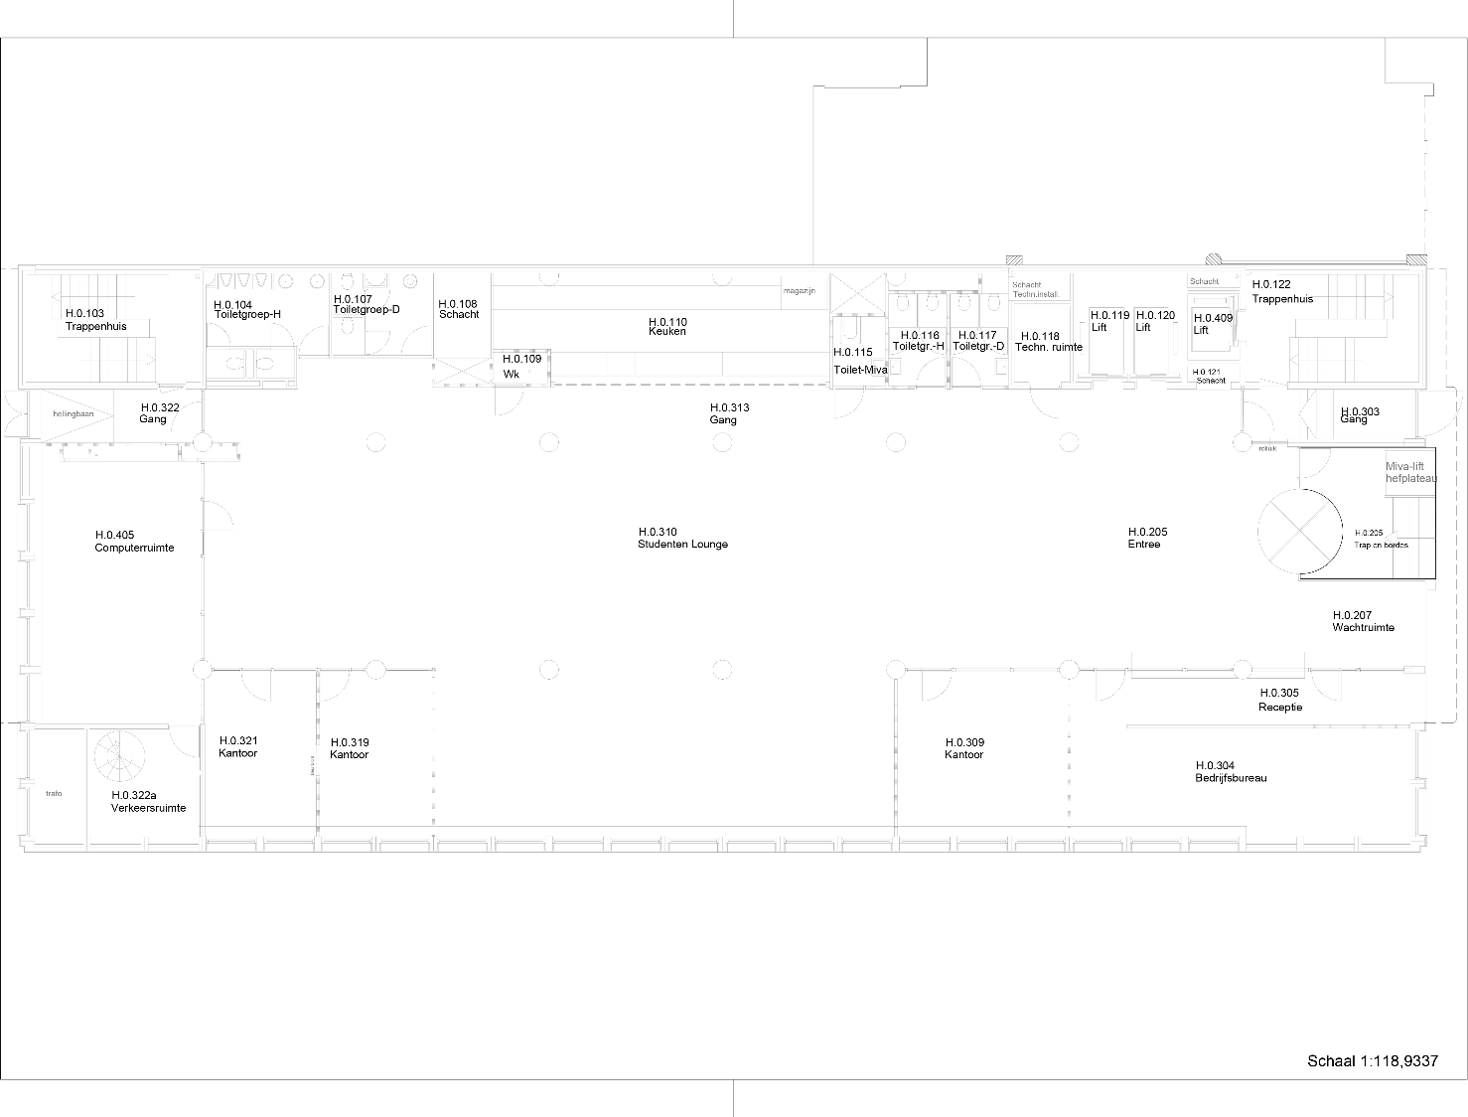 H.0.103
Trappenhuis
H.0.104
Toiletgroep-H
H.0.107
Toiletgroep-D
H.0.108
Schacht
H.0.109
Wk
H.0.110
Keuken
magazijn
H.0.115
Toilet-Miva
H.0.116
Toiletgr.-H
H.0.117
Toiletgr.-D
Schacht
Techn.install.
H.0.118
Techn. ruimte
H.0.119
Lift
H.0.120
Lift
Schacht
H.0.409
Lift
H.0.121
Schacht
H.0.122
Trappenhuis
hellingbaan
H.0.322
Gang
H.0.313
Gang
H.0.303
Gang
rolluik
Miva-lift
hefplateau
H.0.405
Computerruimte
H.0.310
Studenten Lounge
H.0.205
Entree
H.0.205
Trap en bordes
H.0.207
Wachtruimte
H.0.305
Receptie
H.0.321
Kantoor
H.0.319
Kantoor
H.0.309
Kantoor
H.0.304
Bedrijfsbureau
trafo
H.0.322a
Verkeersruimte
Schaal 1:118,9337